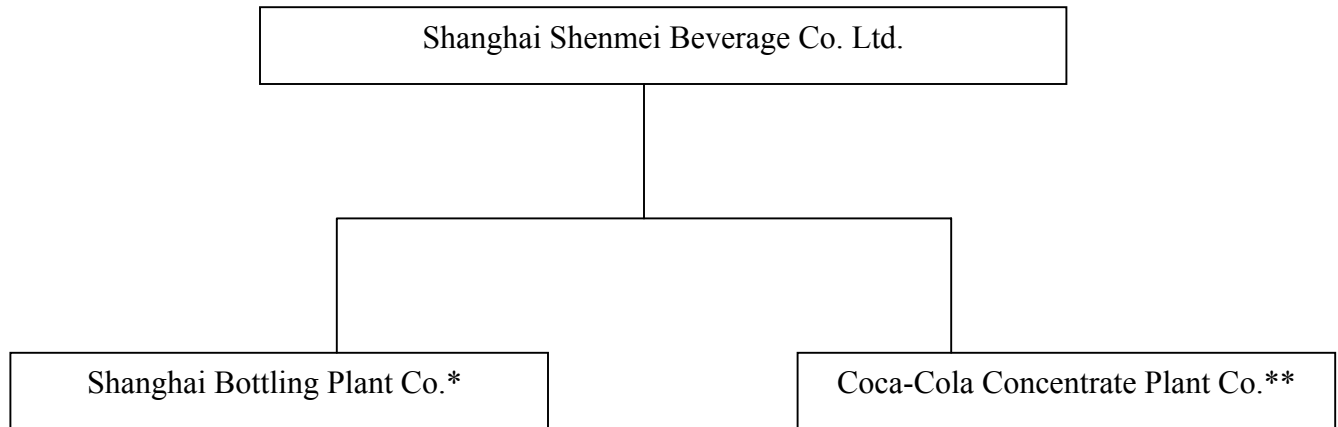 Shanghai Shenmei Beverage Co. Ltd.
Shanghai Bottling Plant Co.*
Coca-Cola Concentrate Plant Co.**